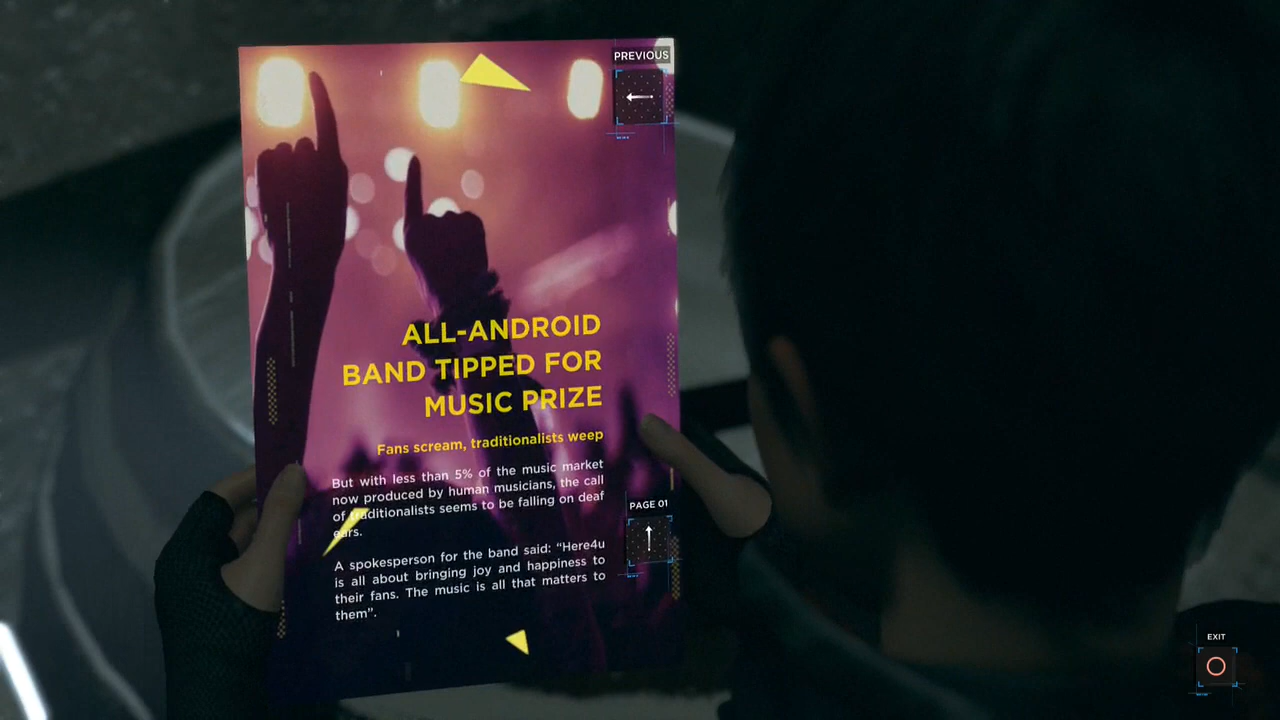 PREVIOUS
ALL-ANDROID
BAND TIPPED FOR
MUSIC PRIZE
Fans scream, traditionalists weep
But with less than 5% of the music market
now produced by human musicians, the call
of traditionalists seems to be falling on deaf
ears.
PAGE 01
A spokesperson for the band said: “Here4u
is all about bringing joy and happiness to
their fans. The music is all that matters to
them”.
EXIT